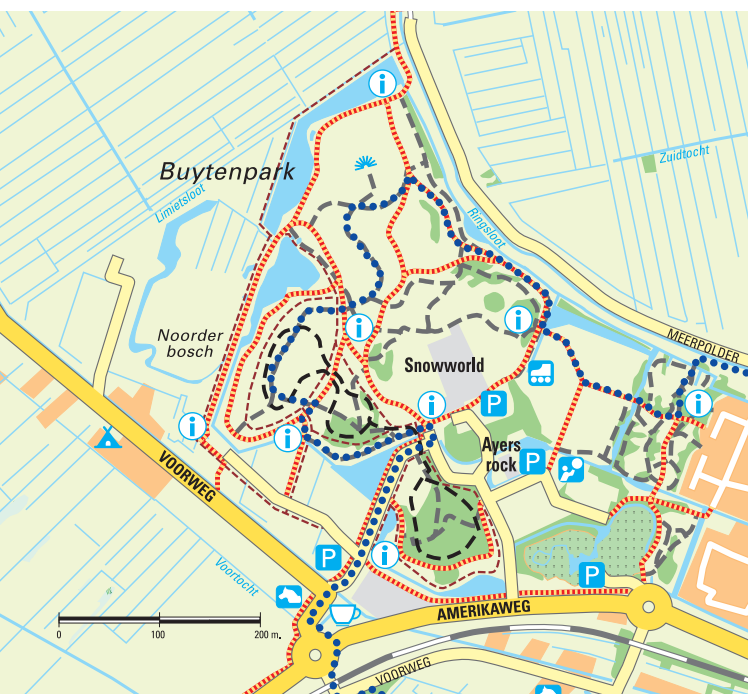 Buytenpark
Limietsloot
Zuidtocht
Ringsloot
Noorder
bosch
MEERPOLDER
Snowworld
P
Ayers
rock
P
VOORWEG
P
P
Voortocht
AMERIKAWEG
0 100 200 m.
VOORWEG
i
i
i
i
i
i
i
i